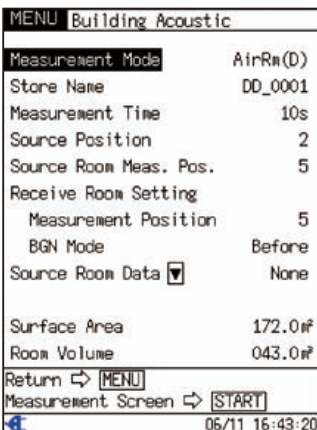 MENU Building Acoustic
Measurement Mode AirRm(D)
Store Name DD_0001
Measurement Time 10s
Source Position 2
Source Room Meas. Pos. 5
Receive Room Setting
Measurement Position 5
BGN Mode Before
Source Room Data ▼ None
Surface Area 172.0㎡
Room Volume 043.0㎥
Return ⇨ MENU
Measurement Screen ⇨ START
06/11 16:43:20